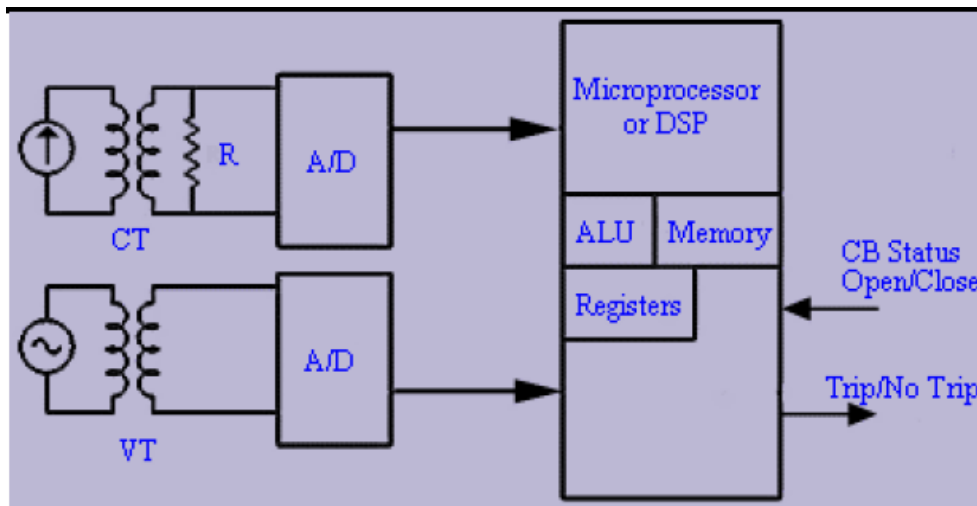 Microprocessor
or DSP
R
A/D
CT
ALU
Memory
CB Status
Open/Close
Registers
A/D
Trip/No Trip
VT